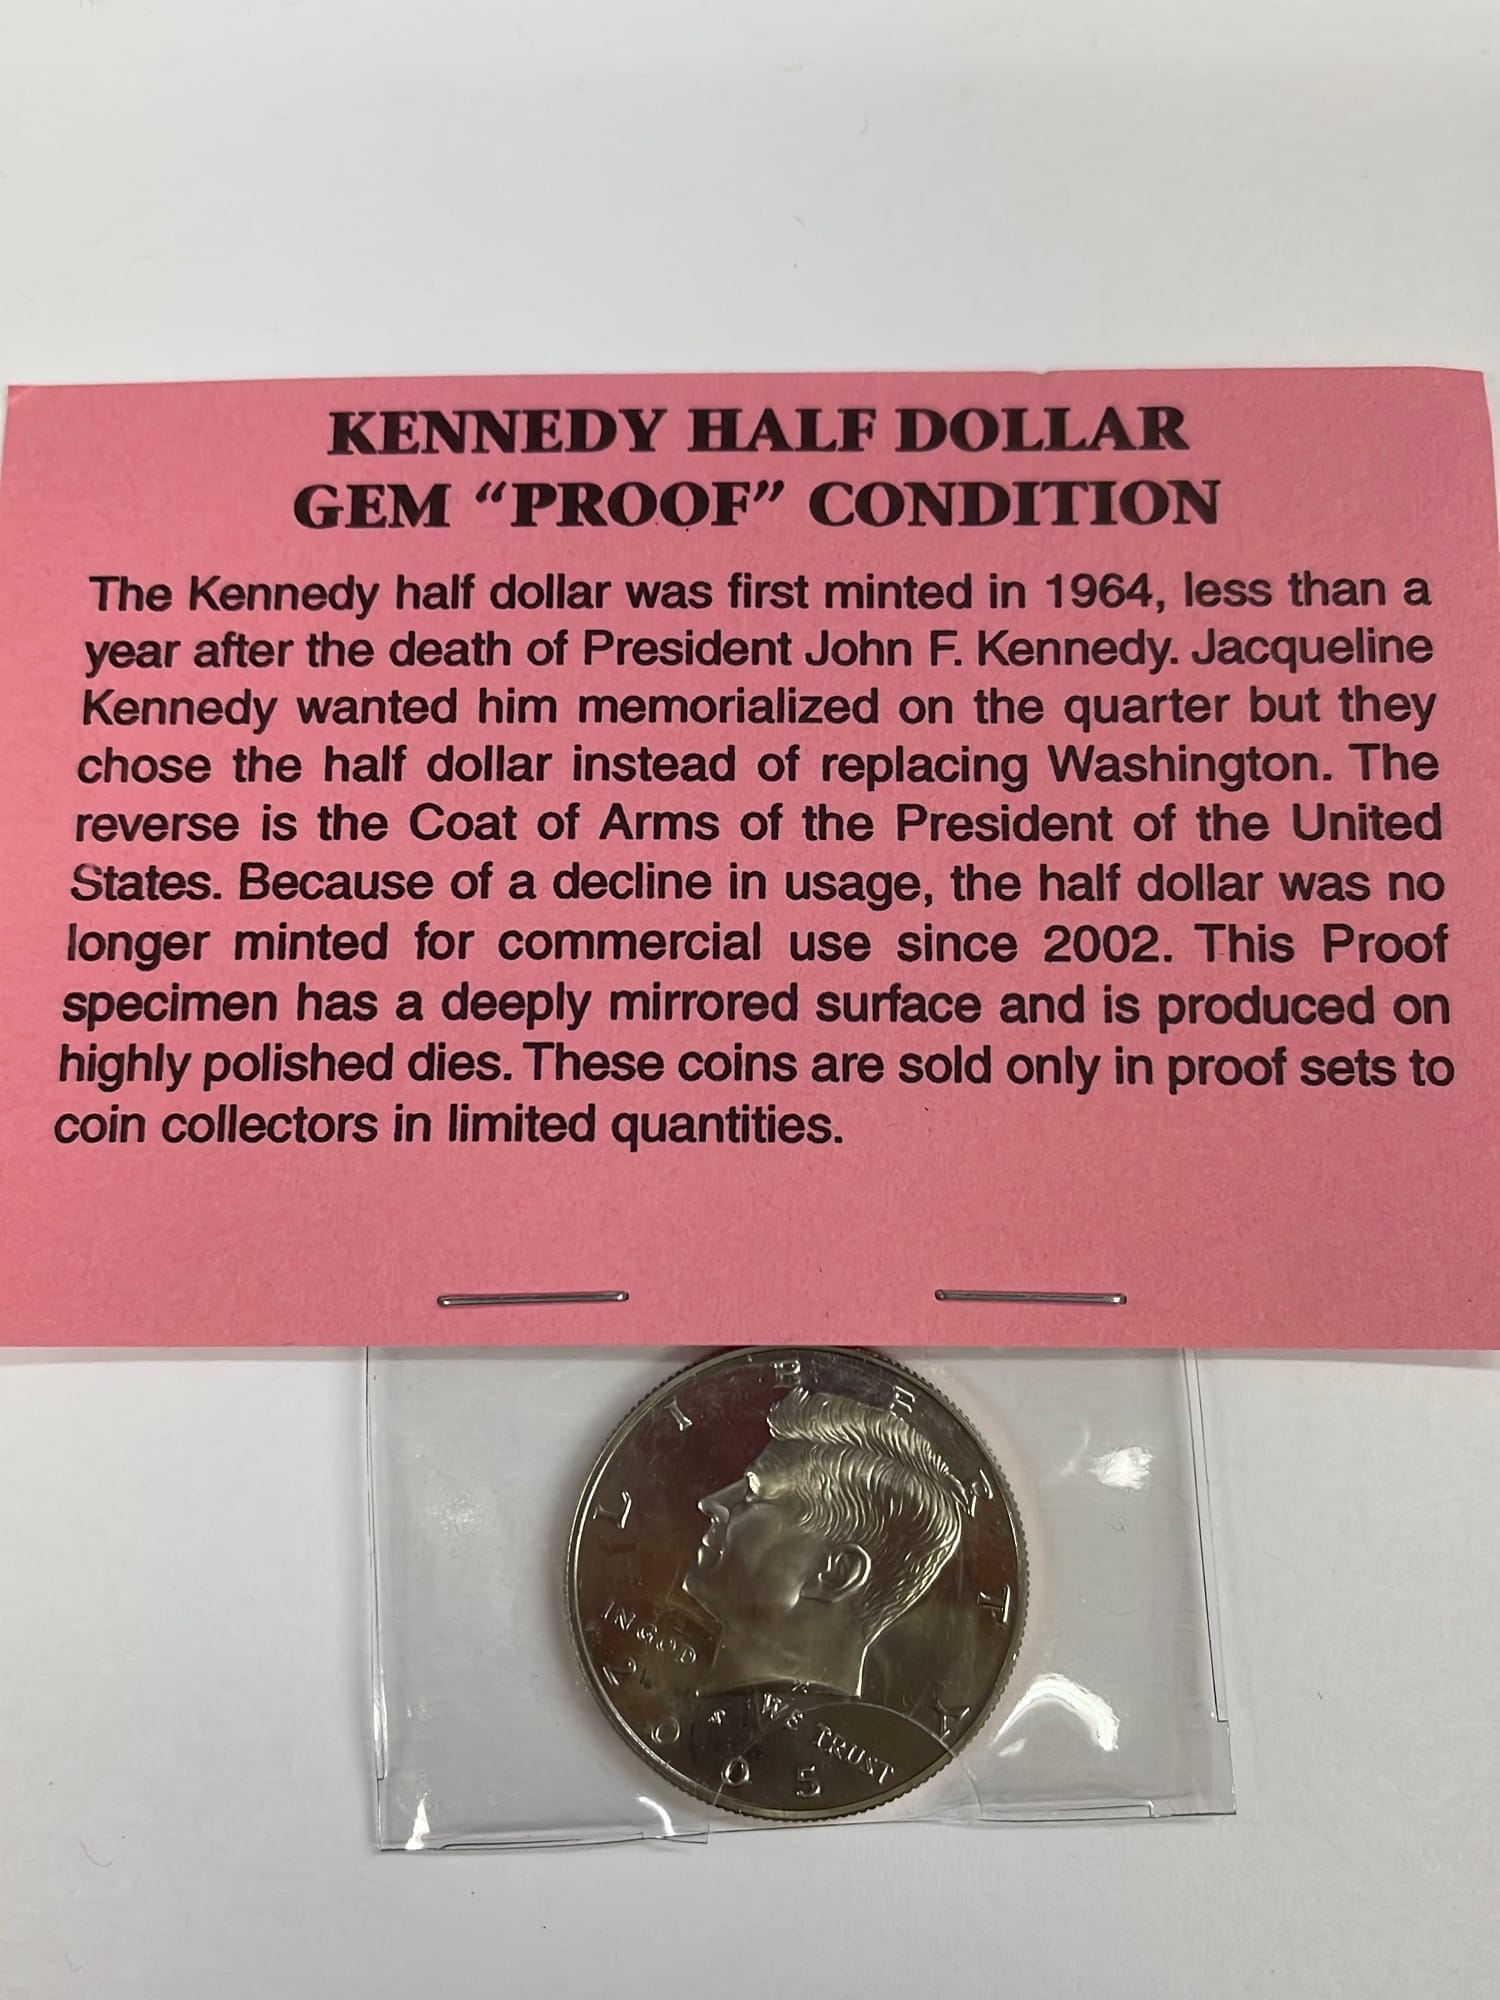 KENNEDY HALF DOLLAR
GEM “PROOF” CONDITION
The Kennedy half dollar was first minted in 1964, less than a
year after the death of President John F. Kennedy. Jacqueline
Kennedy wanted him memorialized on the quarter but they
chose the half dollar instead of replacing Washington. The
reverse is the Coat of Arms of the President of the United
States. Because of a decline in usage, the half dollar was no
longer minted for commercial use since 2002. This Proof
specimen has a deeply mirrored surface and is produced on
highly polished dies. These coins are sold only in proof sets to
coin collectors in limited quantities.
LIBERTY
IN GOD WE TRUST
2005